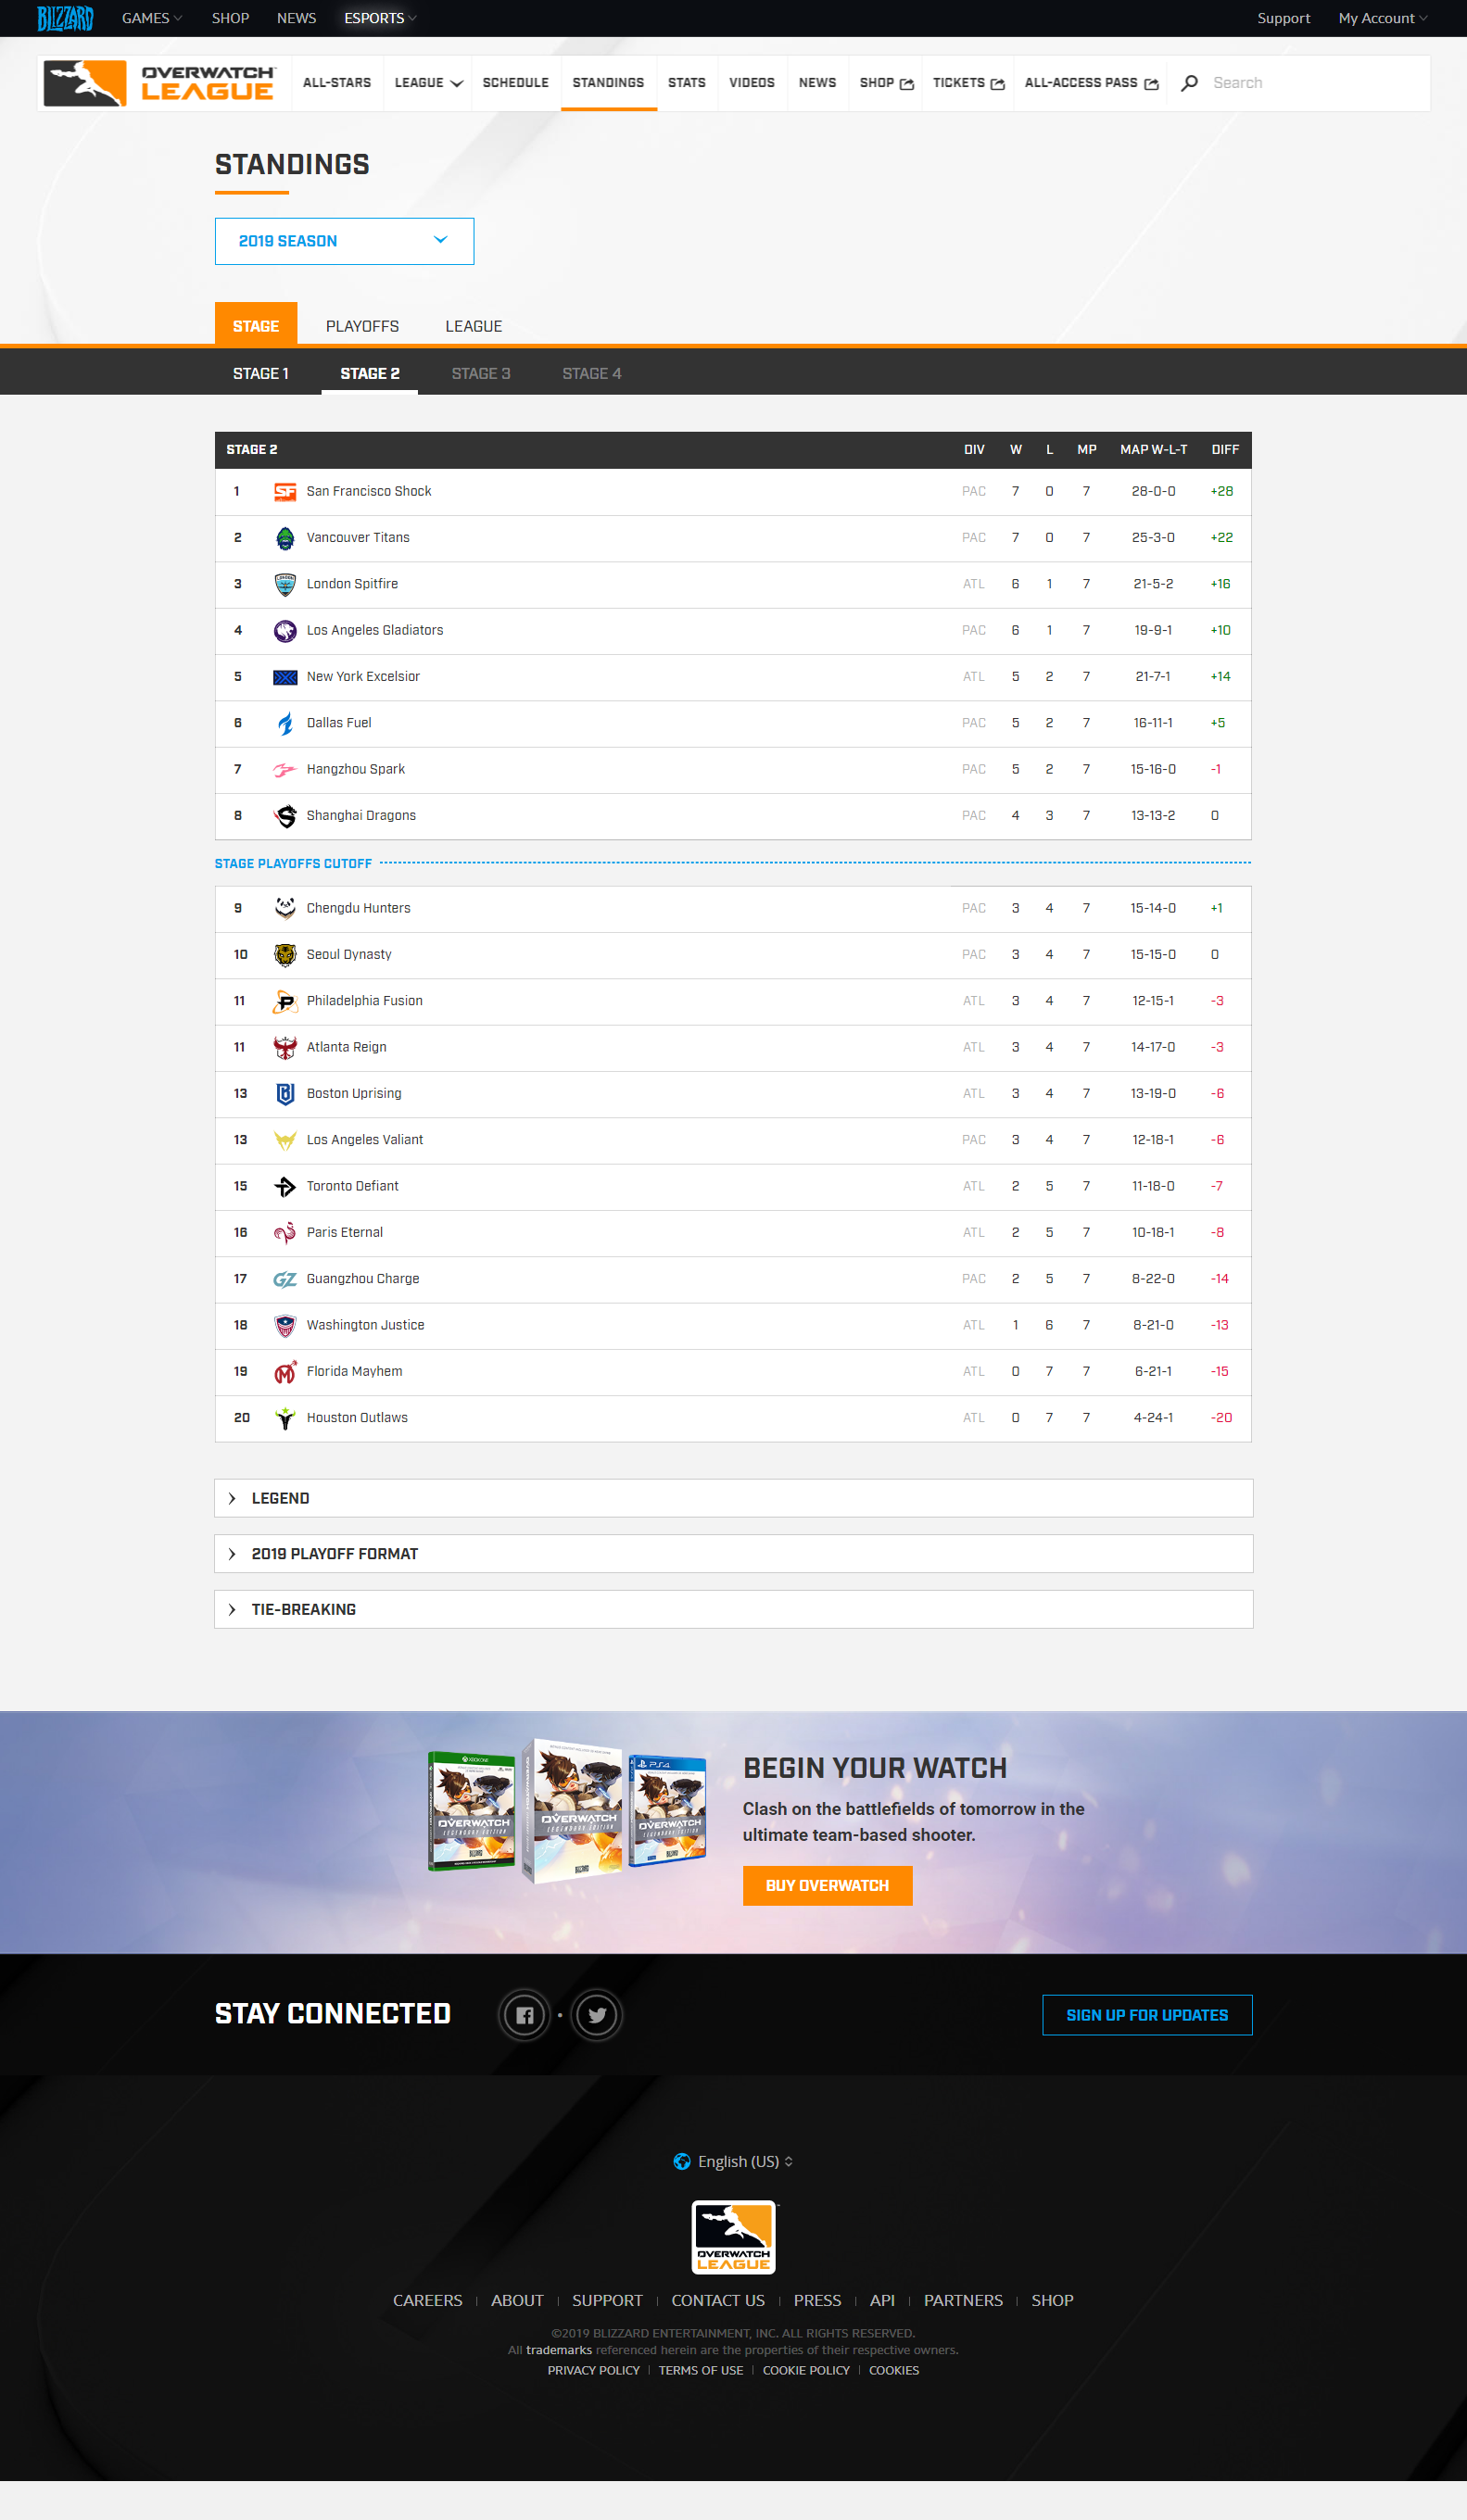 BLIZZARD GAMES SHOP NEWS ESPORTS Support My Account
OVERWATCH LEAGUE ALL-STARS LEAGUE SCHEDULE STANDINGS STATS VIDEOS NEWS SHOP TICKETS ALL-ACCESS PASS Search
STANDINGS
2019 SEASON
STAGE PLAYOFFS LEAGUE
STAGE 1 STAGE 2 STAGE 3 STAGE 4
STAGE 2 DIV W L MP MAP W-L-T DIFF
1 SF San Francisco Shock PAC 7 0 7 28-0-0 +28
2 Vancouver Titans PAC 7 0 7 25-3-0 +22
3 London Spitfire ATL 6 1 7 21-5-2 +16
4 Los Angeles Gladiators PAC 6 1 7 19-9-1 +10
5 New York Excelsior ATL 5 2 7 21-7-1 +14
6 Dallas Fuel PAC 5 2 7 16-11-1 +5
7 Hangzhou Spark PAC 5 2 7 15-16-0 -1
8 Shanghai Dragons PAC 4 3 7 13-13-2 0
STAGE PLAYOFFS CUTOFF
9 Chengdu Hunters PAC 3 4 7 15-14-0 +1
10 Seoul Dynasty PAC 3 4 7 15-15-0 0
11 Philadelphia Fusion ATL 3 4 7 12-15-1 -3
11 Atlanta Reign ATL 3 4 7 14-17-0 -3
13 Boston Uprising ATL 3 4 7 13-19-0 -6
13 Los Angeles Valiant PAC 3 4 7 12-18-1 -6
15 Toronto Defiant ATL 2 5 7 11-18-0 -7
16 Paris Eternal ATL 2 5 7 10-18-1 -8
17 GZ Guangzhou Charge PAC 2 5 7 8-22-0 -14
18 Washington Justice ATL 1 6 7 8-21-0 -13
19 Florida Mayhem ATL 0 7 7 6-21-1 -15
20 Houston Outlaws ATL 0 7 7 4-24-1 -20
LEGEND
2019 PLAYOFF FORMAT
TIE-BREAKING
XBOX ONE
PS4
OVERWATCH
LEGENDARY EDITION
OVERWATCH
LEGENDARY EDITION
OVERWATCH
LEGENDARY EDITION
BEGIN YOUR WATCH
Clash on the battlefields of tomorrow in the
ultimate team-based shooter.
BUY OVERWATCH
STAY CONNECTED SIGN UP FOR UPDATES
English (US)
OVERWATCH
LEAGUE
CAREERS ABOUT SUPPORT CONTACT US PRESS API PARTNERS SHOP
©2019 BLIZZARD ENTERTAINMENT, INC. ALL RIGHTS RESERVED.
All trademarks referenced herein are the properties of their respective owners.
PRIVACY POLICY TERMS OF USE COOKIE POLICY COOKIES